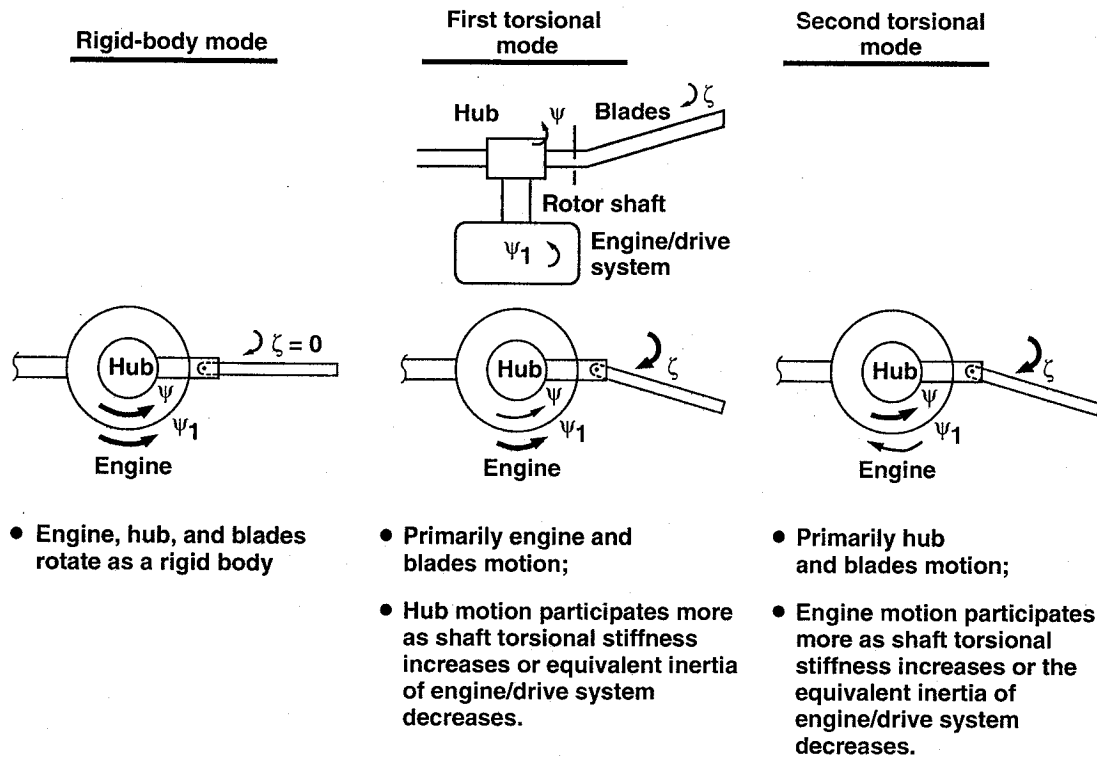 Rigid-body mode
First torsional
mode
Second torsional
mode
Hub
ψ
Blades
ζ
Rotor shaft
ψ1
Engine/drive
system
Hub
ζ = 0
ψ
ψ1
Engine
Hub
ζ
ψ
ψ1
Engine
Hub
ζ
ψ
ψ1
Engine
• Engine, hub, and blades
rotate as a rigid body
• Primarily engine and
blades motion;
• Hub motion participates more
as shaft torsional stiffness
increases or equivalent inertia
of engine/drive system
decreases.
• Primarily hub
and blades motion;
• Engine motion participates
more as shaft torsional
stiffness increases or the
equivalent inertia of
engine/drive system
decreases.